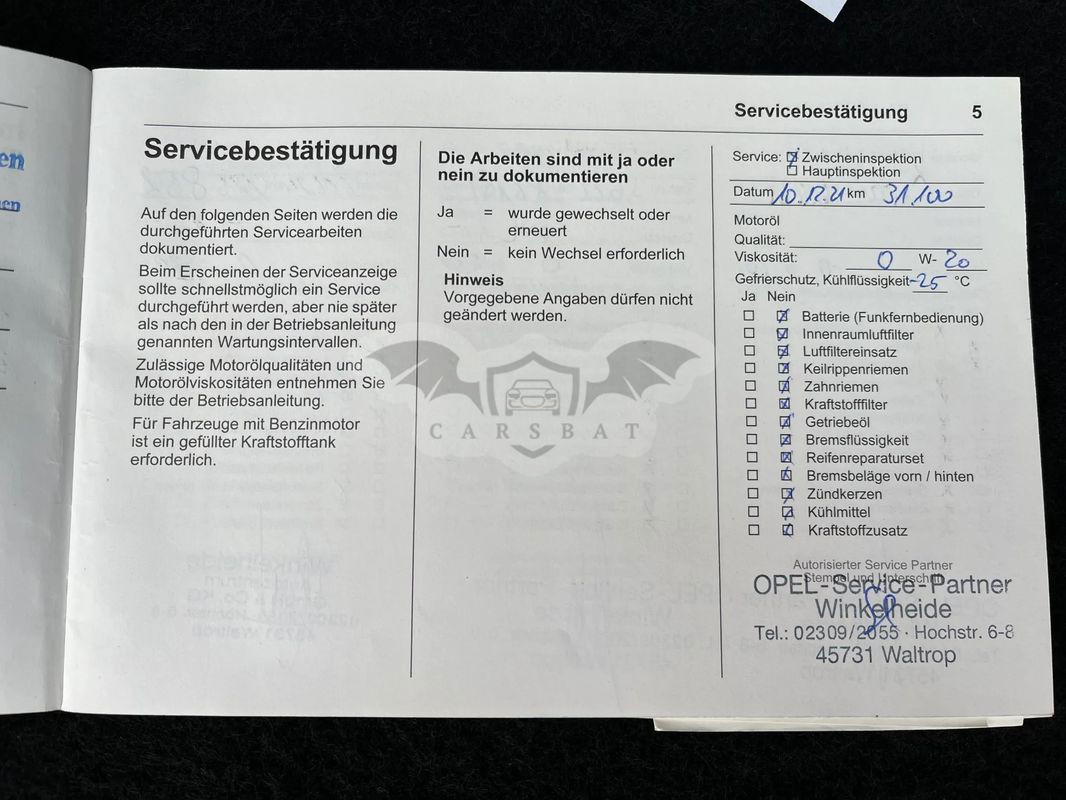 en
en
Servicebestätigung 5
Servicebestätigung
Auf den folgenden Seiten werden die
durchgeführten Servicearbeiten
dokumentiert.
Beim Erscheinen der Serviceanzeige
sollte schnellstmöglich ein Service
durchgeführt werden, aber nie später
als nach den in der Betriebsanleitung
genannten Wartungsintervallen.
Zulässige Motorölqualitäten und
Motorölviskositäten entnehmen Sie
bitte der Betriebsanleitung.
Für Fahrzeuge mit Benzinmotor
ist ein gefüllter Kraftstofftank
erforderlich.
Die Arbeiten sind mit ja oder
nein zu dokumentieren
Ja = wurde gewechselt oder
erneuert
Nein = kein Wechsel erforderlich
Hinweis
Vorgegebene Angaben dürfen nicht
geändert werden.
CARSBAT
Service: Zwischeninspektion
Hauptinspektion
Datum 10.12.21 km 31.100
Motoröl
Qualität:
Viskosität: 0 W- 20
Gefrierschutz, Kühlflüssigkeit -25 °C
Ja Nein
Batterie (Funkfernbedienung)
Innenraumluftfilter
Luftfiltereinsatz
Keilrippenriemen
Zahnriemen
Kraftstofffilter
Getriebeöl
Bremsflüssigkeit
Reifenreparaturset
Bremsbeläge vorn / hinten
Zündkerzen
Kühlmittel
Kraftstoffzusatz
Autorisierter Service Partner
Stempel und Unterschrift
OPEL-Service-Partner
Winkelheide
Tel.: 02309/2055 · Hochstr. 6-8
45731 Waltrop